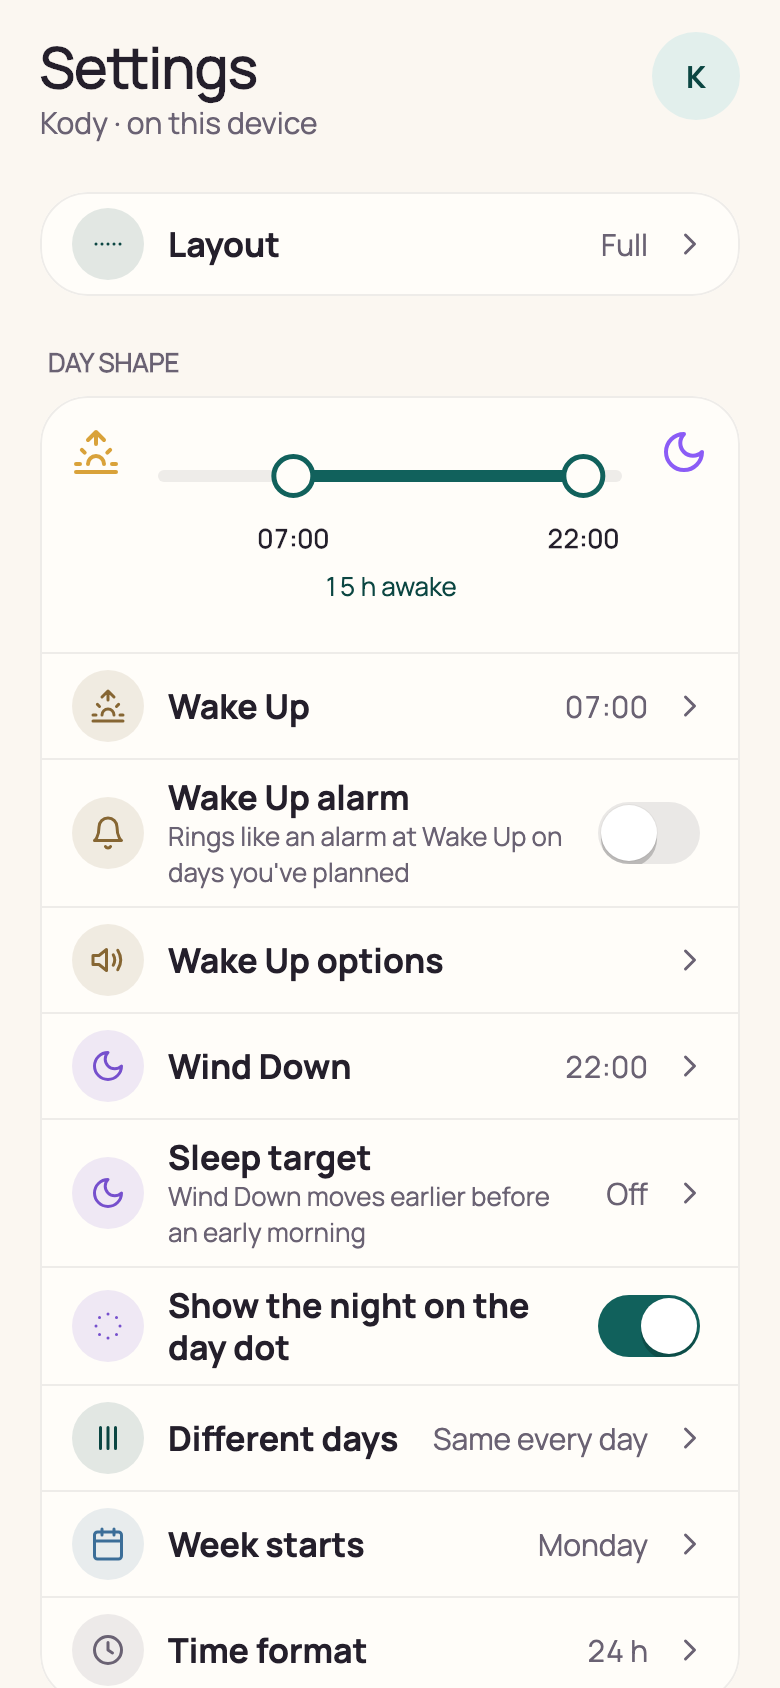 Settings
Kody · on this device
K
Layout
Full
DAY SHAPE
07:00
22:00
15 h awake
Wake Up
07:00
Wake Up alarm
Rings like an alarm at Wake Up on
days you've planned
Wake Up options
Wind Down
22:00
Sleep target
Wind Down moves earlier before
an early morning
Off
Show the night on the
day dot
Different days
Same every day
Week starts
Monday
Time format
24 h